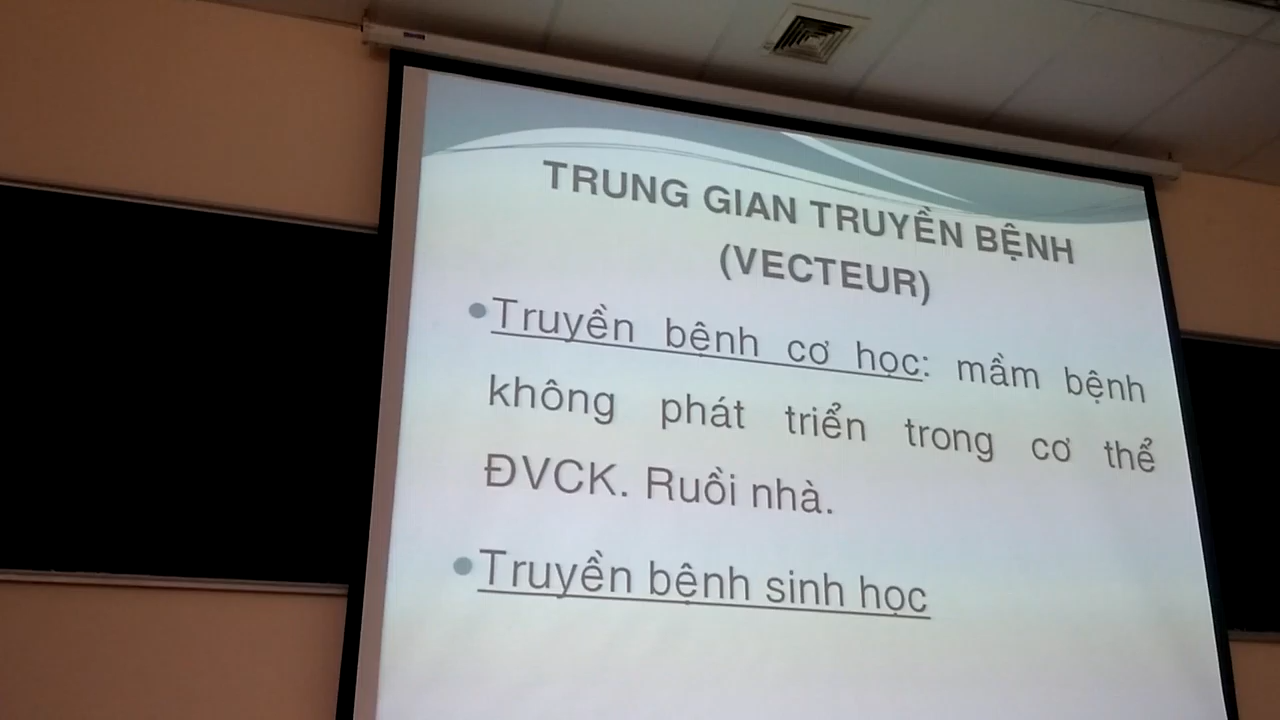 TRUNG GIAN TRUYỀN BỆNH
(VECTEUR)
•Truyền bệnh cơ học: mầm bệnh
không phát triển trong cơ thể
ĐVCK. Ruồi nhà.
•Truyền bệnh sinh học